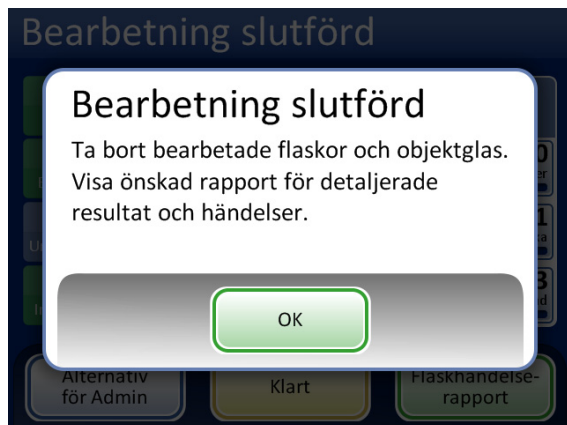 Bearbetning slutförd
Bearbetning slutförd
Ta bort bearbetade flaskor och objektglas.
Visa önskad rapport för detaljerade
resultat och händelser.
OK
Alternativ
för Admin
Klart
Flaskhändelse-
rapport